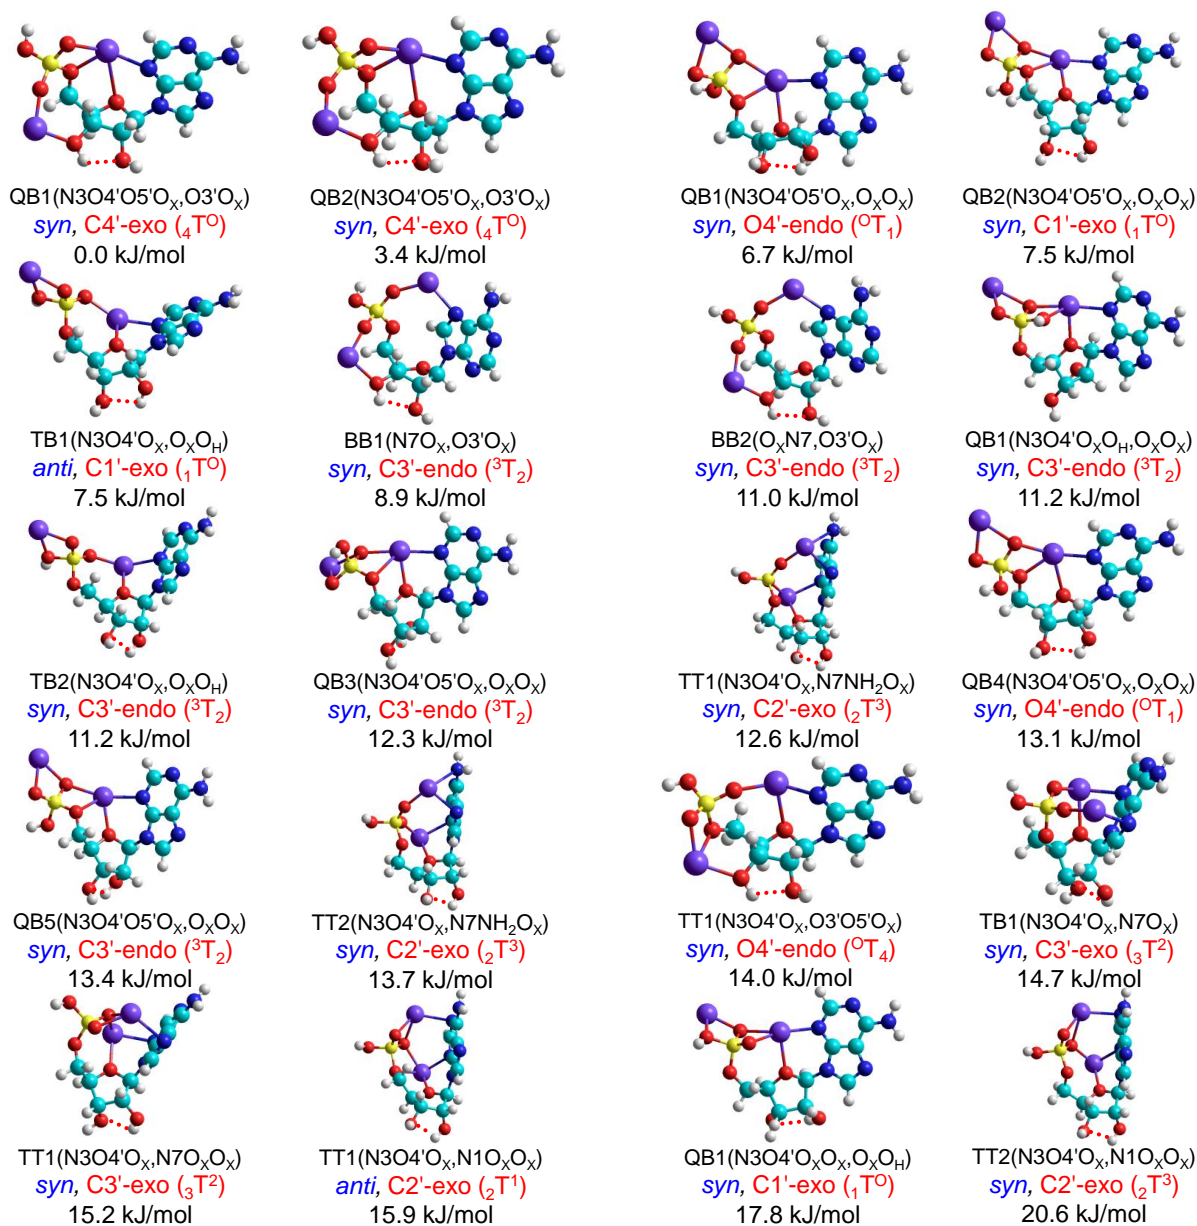 QB1(N3O4'O5'Oₓ,O3'Oₓ)
syn, C4'-exo (₄Tᴼ)
0.0 kJ/mol
QB2(N3O4'O5'Oₓ,O3'Oₓ)
syn, C4'-exo (₄Tᴼ)
3.4 kJ/mol
QB1(N3O4'O5'Oₓ,OₓOₓ)
syn, O4'-endo (ᴼT₁)
6.7 kJ/mol
QB2(N3O4'O5'Oₓ,OₓOₓ)
syn, C1'-exo (₁Tᴼ)
7.5 kJ/mol
TB1(N3O4'Oₓ,OₓO_H)
anti, C1'-exo (₁Tᴼ)
7.5 kJ/mol
BB1(N7Oₓ,O3'Oₓ)
syn, C3'-endo (³T₂)
8.9 kJ/mol
BB2(OₓN7,O3'Oₓ)
syn, C3'-endo (³T₂)
11.0 kJ/mol
QB1(N3O4'OₓO_H,OₓOₓ)
syn, C3'-endo (³T₂)
11.2 kJ/mol
TB2(N3O4'Oₓ,OₓO_H)
syn, C3'-endo (³T₂)
11.2 kJ/mol
QB3(N3O4'O5'Oₓ,OₓOₓ)
syn, C3'-endo (³T₂)
12.3 kJ/mol
TT1(N3O4'Oₓ,N7NH₂Oₓ)
syn, C2'-exo (₂T³)
12.6 kJ/mol
QB4(N3O4'O5'Oₓ,OₓOₓ)
syn, O4'-endo (ᴼT₁)
13.1 kJ/mol
QB5(N3O4'O5'Oₓ,OₓOₓ)
syn, C3'-endo (³T₂)
13.4 kJ/mol
TT2(N3O4'Oₓ,N7NH₂Oₓ)
syn, C2'-exo (₂T³)
13.7 kJ/mol
TT1(N3O4'Oₓ,O3'O5'Oₓ)
syn, O4'-endo (ᴼT₄)
14.0 kJ/mol
TB1(N3O4'Oₓ,N7Oₓ)
syn, C3'-exo (₃T²)
14.7 kJ/mol
TT1(N3O4'Oₓ,N7OₓOₓ)
syn, C3'-exo (₃T²)
15.2 kJ/mol
TT1(N3O4'Oₓ,N1OₓOₓ)
anti, C2'-exo (₂T¹)
15.9 kJ/mol
QB1(N3O4'OₓOₓ,OₓO_H)
syn, C1'-exo (₁Tᴼ)
17.8 kJ/mol
TT2(N3O4'Oₓ,N1OₓOₓ)
syn, C2'-exo (₂T³)
20.6 kJ/mol